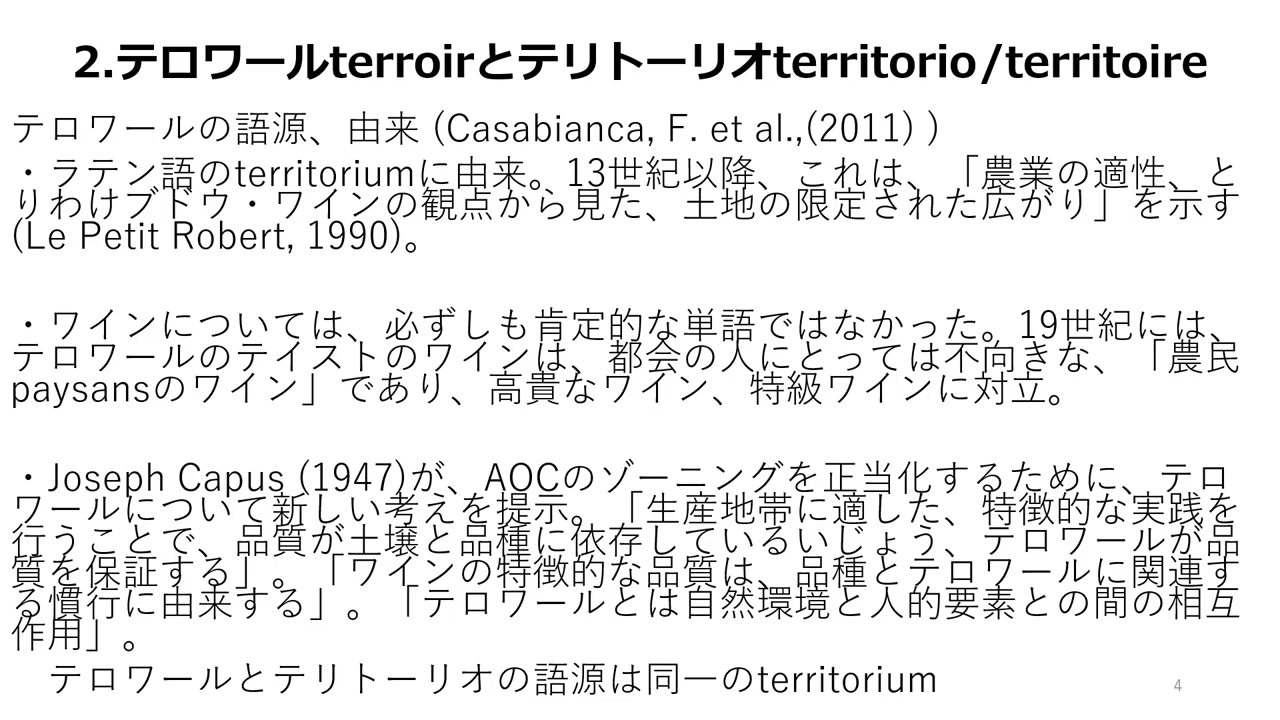 2.テロワールterroirとテリトーリオterritorio/territoire
テロワールの語源、由来 (Casabianca, F. et al.,(2011) )
・ラテン語のterritoriumに由来。13世紀以降、これは、「農業の適性、と
りわけブドウ・ワインの観点から見た、土地の限定された広がり」を示す
(Le Petit Robert, 1990)。
・ワインについては、必ずしも肯定的な単語ではなかった。19世紀には、
テロワールのテイストのワインは、都会の人にとっては不向きな、「農民
paysansのワイン」であり、高貴なワイン、特級ワインに対立。
・Joseph Capus (1947)が、AOCのゾーニングを正当化するために、テロ
ワールについて新しい考えを提示。「生産地帯に適した、特徴的な実践を
行うことで、品質が土壌と品種に依存しているいじょう、テロワールが品
質を保証する」。「ワインの特徴的な品質は、品種とテロワールに関連す
る慣行に由来する」。「テロワールとは自然環境と人的要素との間の相互
作用」。
テロワールとテリトーリオの語源は同一のterritorium
4